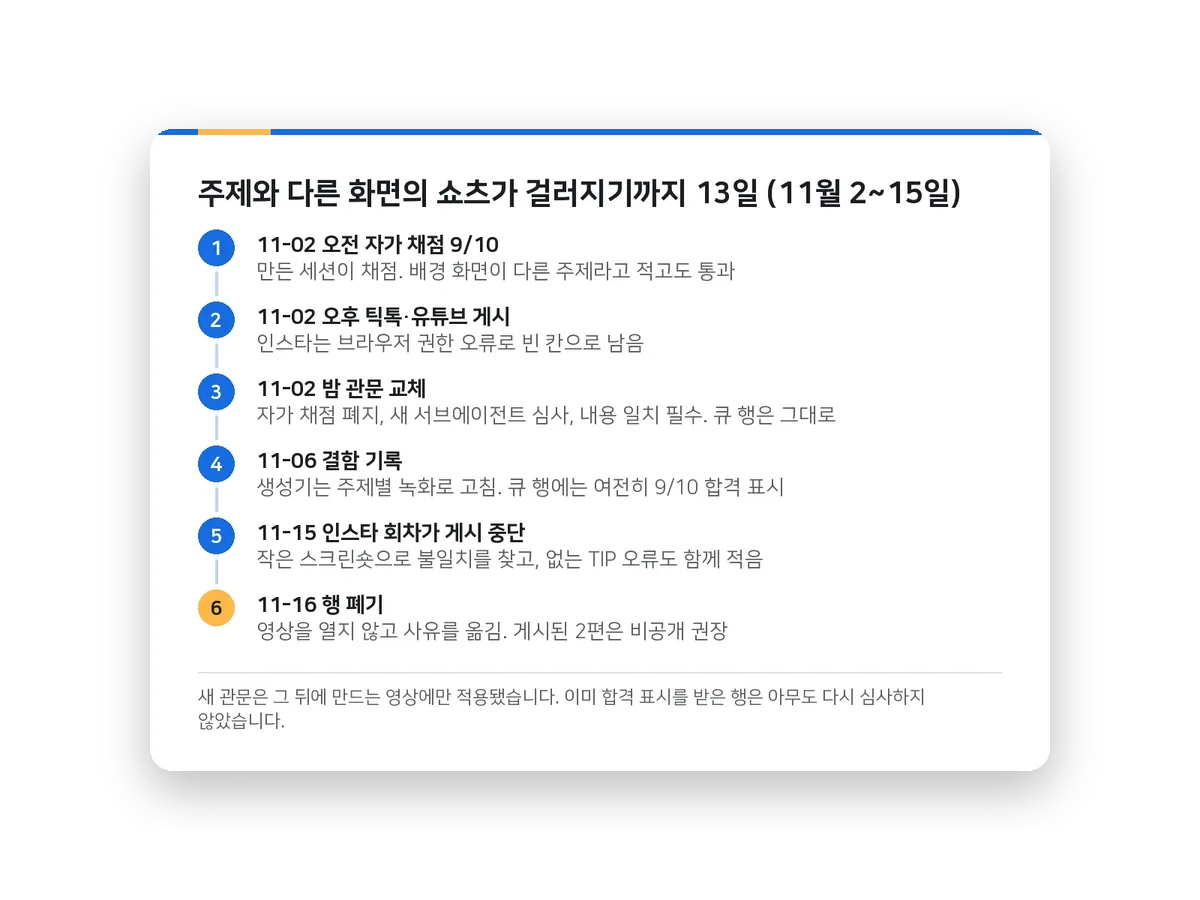 주제와 다른 화면의 쇼츠가 걸러지기까지 13일 (11월 2~15일)
1
11-02 오전 자가 채점 9/10
만든 세션이 채점. 배경 화면이 다른 주제라고 적고도 통과
2
11-02 오후 틱톡·유튜브 게시
인스타는 브라우저 권한 오류로 빈 칸으로 남음
3
11-02 밤 관문 교체
자가 채점 폐지, 새 서브에이전트 심사, 내용 일치 필수. 큐 행은 그대로
4
11-06 결함 기록
생성기는 주제별 녹화로 고침. 큐 행에는 여전히 9/10 합격 표시
5
11-15 인스타 회차가 게시 중단
작은 스크린숏으로 불일치를 찾고, 없는 TIP 오류도 함께 적음
6
11-16 행 폐기
영상을 열지 않고 사유를 옮김. 게시된 2편은 비공개 권장
새 관문은 그 뒤에 만드는 영상에만 적용됐습니다. 이미 합격 표시를 받은 행은 아무도 다시 심사하지
않았습니다.